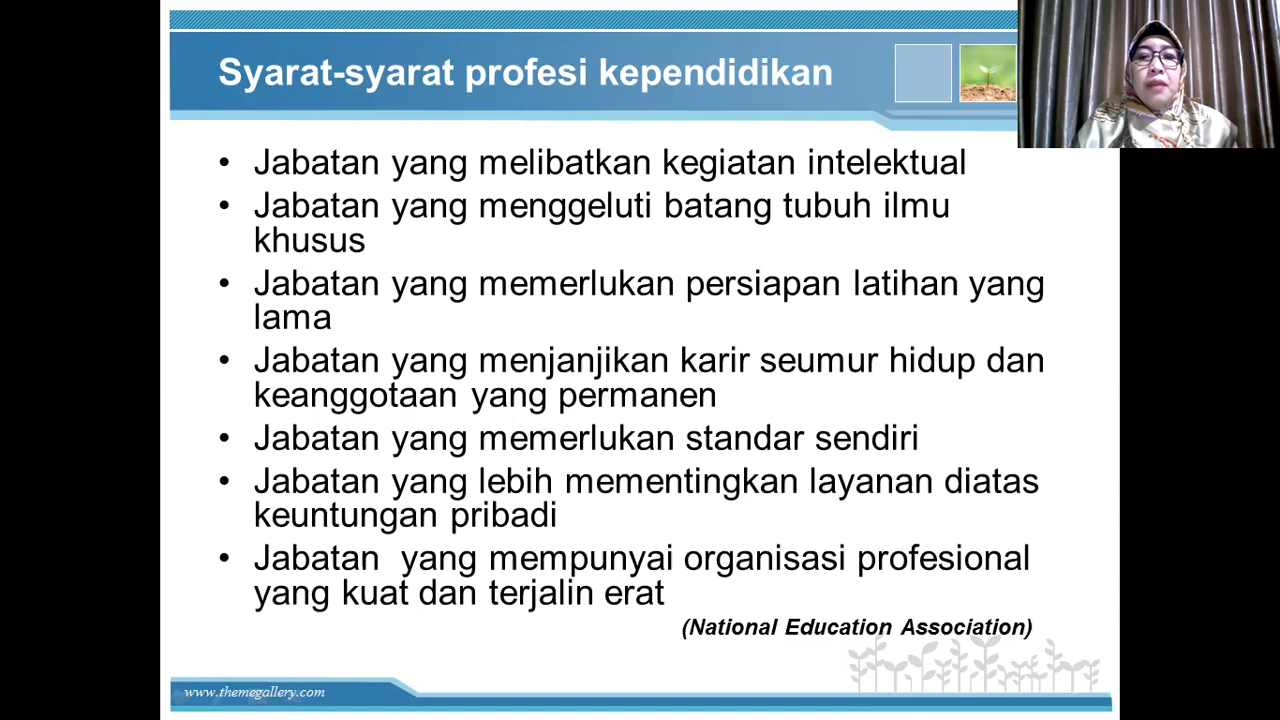 Syarat-syarat profesi kependidikan
• Jabatan yang melibatkan kegiatan intelektual
• Jabatan yang menggeluti batang tubuh ilmu
khusus
• Jabatan yang memerlukan persiapan latihan yang
lama
• Jabatan yang menjanjikan karir seumur hidup dan
keanggotaan yang permanen
• Jabatan yang memerlukan standar sendiri
• Jabatan yang lebih mementingkan layanan diatas
keuntungan pribadi
• Jabatan  yang mempunyai organisasi profesional
yang kuat dan terjalin erat
(National Education Association)
www.themegallery.com